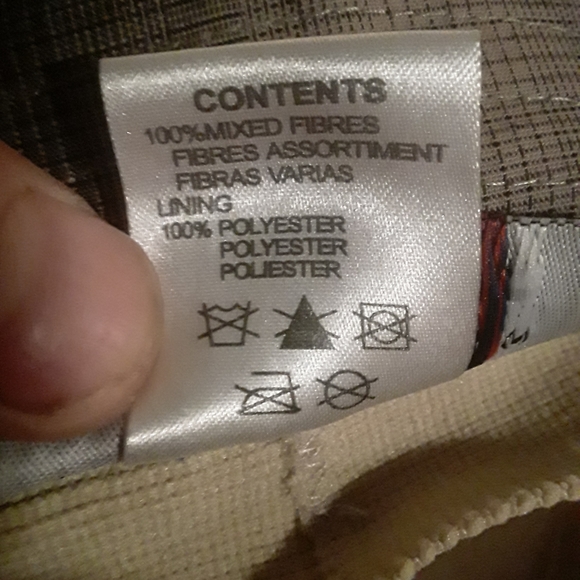 CONTENTS
100%MIXED FIBRES
FIBRES ASSORTIMENT
FIBRAS VARIAS
LINING
100% POLYESTER
POLYESTER
POLIESTER